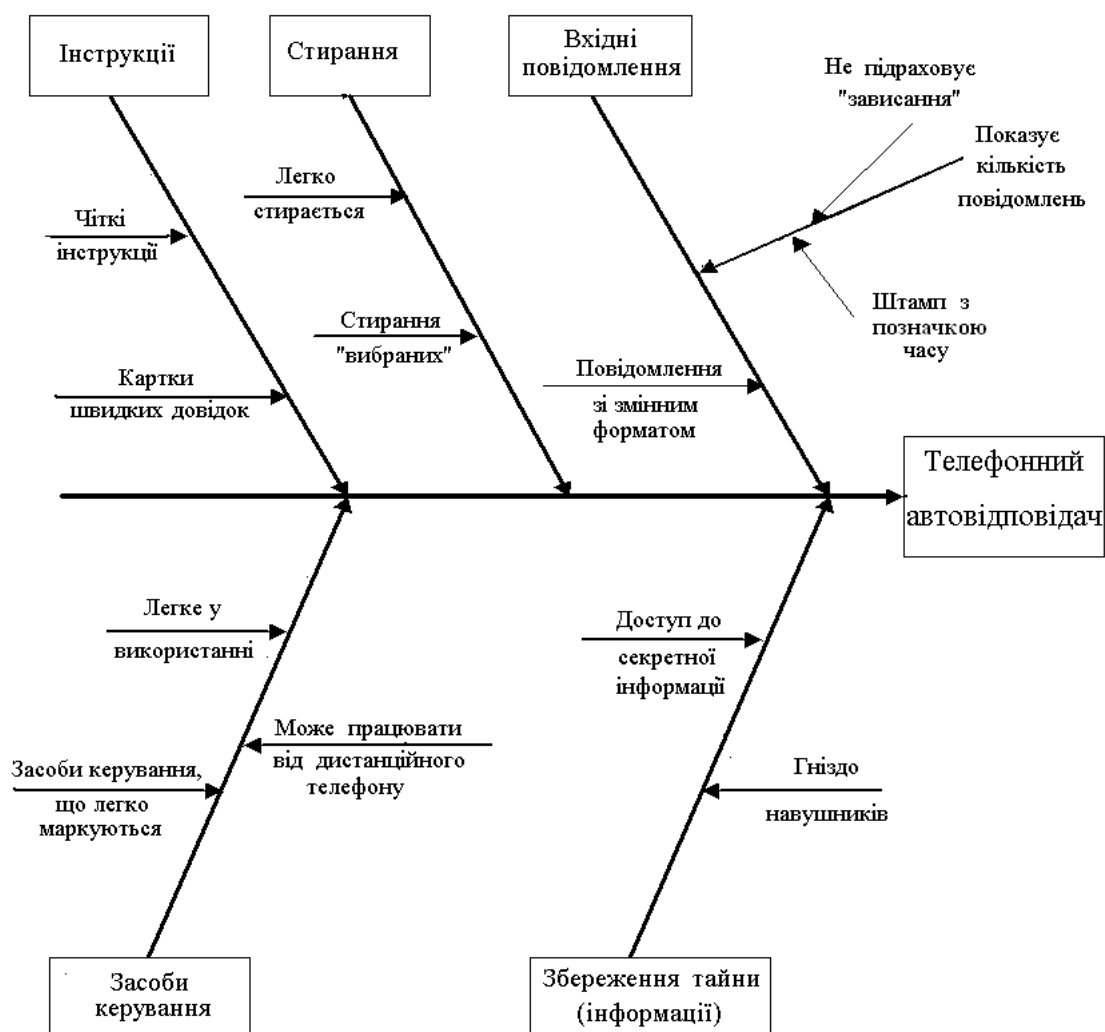 Інструкції
Стирання
Вхідні
повідомлення
Не підраховує
"зависання"
Показує
кількість
повідомлень
Легко
стирається
Чіткі
інструкції
Штамп з
позначкою
часу
Стирання
"вибраних"
Повідомлення
зі змінним
форматом
Картки
швидких довідок
Телефонний
автовідповідач
Легке у
використанні
Доступ до
секретної
інформації
Може працювати
від дистанційного
телефону
Засоби керування,
що легко
маркуються
Гніздо
навушників
Засоби
керування
Збереження тайни
(інформації)